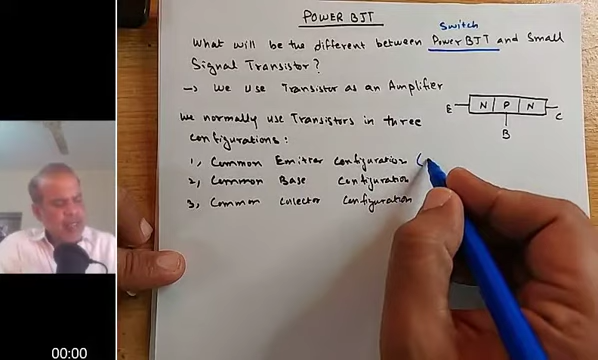 POWER BJT
Switch
What will be the different between Power BJT and Small
Signal Transistor?
→ We use Transistor as an Amplifier
We normally use Transistors in three
Configurations:
1, Common Emitter Configuration (
2, Common Base Configuration
3, Common Collector Configuration
E N P N C
B
00:00